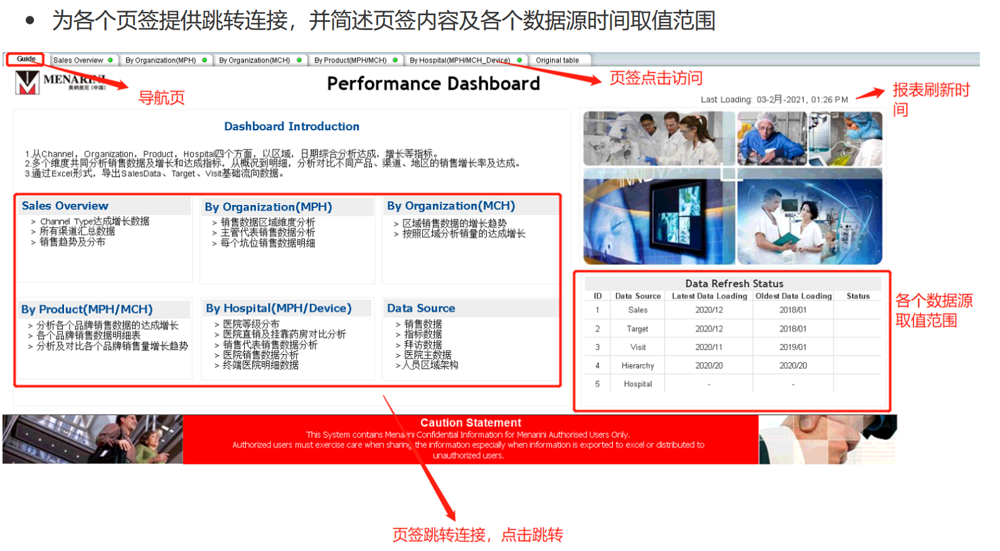 • 为各个页签提供跳转连接，并简述页签内容及各个数据源时间取值范围
Guide
Sales Overview
By Organization(MPH)
By Organization(MCH)
By Product(MPH/MCH)
By Hospital(MPH/MCH_Device)
Original table
MENARINI
美纳里尼 (中国)
导航页
Performance Dashboard
页签点击访问
Last Loading: 03-2月-2021, 01:26 PM
报表刷新时
间
Dashboard Introduction
1.从Channel，Organization，Product，Hospital四个方面，以区域，日期综合分析达成，增长等指标。
2.多个维度共同分析销售数据及增长和达成指标，从概况到明细，分析对比不同产品、渠道、地区的销售增长率及达成。
3.通过Excel形式，导出SalesData、Target、Visit基础流向数据。
Sales Overview
> Channel Type达成增长数据
> 所有渠道汇总数据
> 销售趋势及分布
By Organization(MPH)
> 销售数据区域维度分析
> 主管代表销售数据分析
> 每个坑位销售数据明细
By Organization(MCH)
> 区域销售数据的增长趋势
> 按照区域分析销量的达成增长
By Product(MPH/MCH)
> 分析各个品牌销售数据的达成增长
> 各个品牌销售数据明细表
> 分析及对比各个品牌销售量增长趋势
By Hospital(MPH/Device)
> 医院等级分布
> 医院直销及挂靠药房对比分析
> 销售代表销售数据分析
> 医院销售数据分析
> 终端医院明细数据
Data Source
> 销售数据
> 指标数据
> 拜访数据
> 医院主数据
>人员区域架构
INNOV
Data Refresh Status
ID Data Source Latest Data Loading Oldest Data Loading Status
1 Sales 2020/12 2018/01
2 Target 2020/12 2018/01
3 Visit 2020/11 2019/01
4 Hierarchy 2020/20 2020/20
5 Hospital - -
各个数据源
取值范围
Caution Statement
This System contains Menarini Confidential Information for Menarini Authorised Users Only.
Authorized users must exercise care when sharing the information especially when information is exported to excel or distributed to
unauthorized users.
页签跳转连接，点击跳转